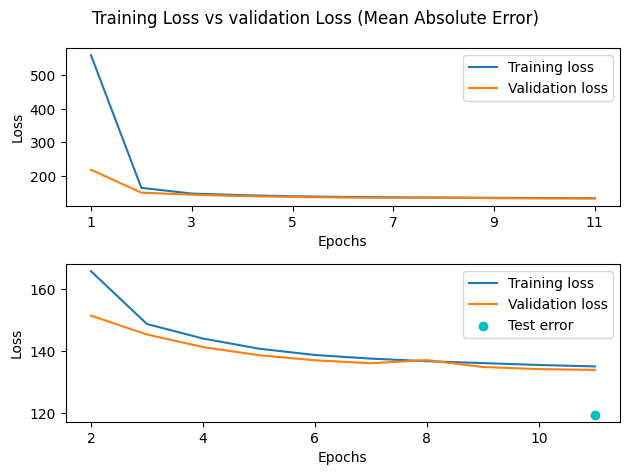 Training Loss vs validation Loss (Mean Absolute Error)
500
400
300
200
Loss
1 3 5 7 9 11
Epochs
Training loss
Validation loss
160
140
120
Loss
2 4 6 8 10
Epochs
Training loss
Validation loss
Test error